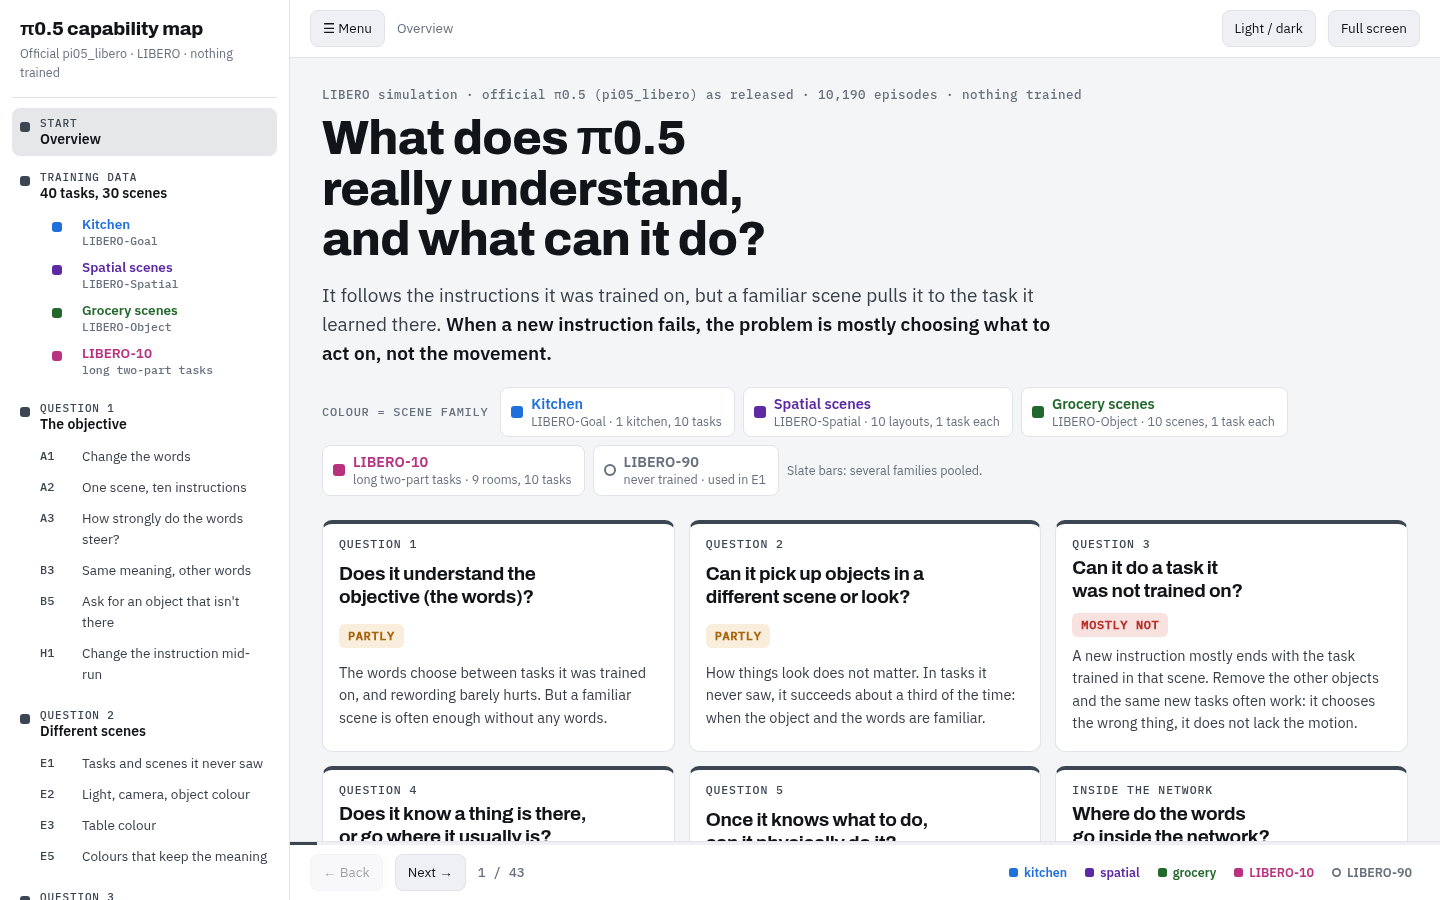 π0.5 capability map
Official pi05_libero · LIBERO · nothing
trained
START
Overview
TRAINING DATA
40 tasks, 30 scenes
Kitchen
LIBERO-Goal
Spatial scenes
LIBERO-Spatial
Grocery scenes
LIBERO-Object
LIBERO-10
long two-part tasks
QUESTION 1
The objective
A1 Change the words
A2 One scene, ten instructions
A3 How strongly do the words
steer?
B3 Same meaning, other words
B5 Ask for an object that isn't
there
H1 Change the instruction mid-
run
QUESTION 2
Different scenes
E1 Tasks and scenes it never saw
E2 Light, camera, object colour
E3 Table colour
E5 Colours that keep the meaning
QUESTION 3
☰ Menu
Overview
Light / dark
Full screen
LIBERO simulation · official π0.5 (pi05_libero) as released · 10,190 episodes · nothing trained
What does π0.5
really understand,
and what can it do?
It follows the instructions it was trained on, but a familiar scene pulls it to the task it
learned there. When a new instruction fails, the problem is mostly choosing what to
act on, not the movement.
COLOUR = SCENE FAMILY
Kitchen
LIBERO-Goal · 1 kitchen, 10 tasks
Spatial scenes
LIBERO-Spatial · 10 layouts, 1 task each
Grocery scenes
LIBERO-Object · 10 scenes, 1 task each
LIBERO-10
long two-part tasks · 9 rooms, 10 tasks
LIBERO-90
never trained · used in E1
Slate bars: several families pooled.
QUESTION 1
Does it understand the
objective (the words)?
PARTLY
The words choose between tasks it was trained
on, and rewording barely hurts. But a familiar
scene is often enough without any words.
QUESTION 2
Can it pick up objects in a
different scene or look?
PARTLY
How things look does not matter. In tasks it
never saw, it succeeds about a third of the time:
when the object and the words are familiar.
QUESTION 3
Can it do a task it
was not trained on?
MOSTLY NOT
A new instruction mostly ends with the task
trained in that scene. Remove the other objects
and the same new tasks often work: it chooses
the wrong thing, it does not lack the motion.
QUESTION 4
Does it know a thing is there,
or go where it usually is?
QUESTION 5
Once it knows what to do,
can it physically do it?
INSIDE THE NETWORK
Where do the words
go inside the network?
← Back
Next →
1 / 43
kitchen
spatial
grocery
LIBERO-10
LIBERO-90